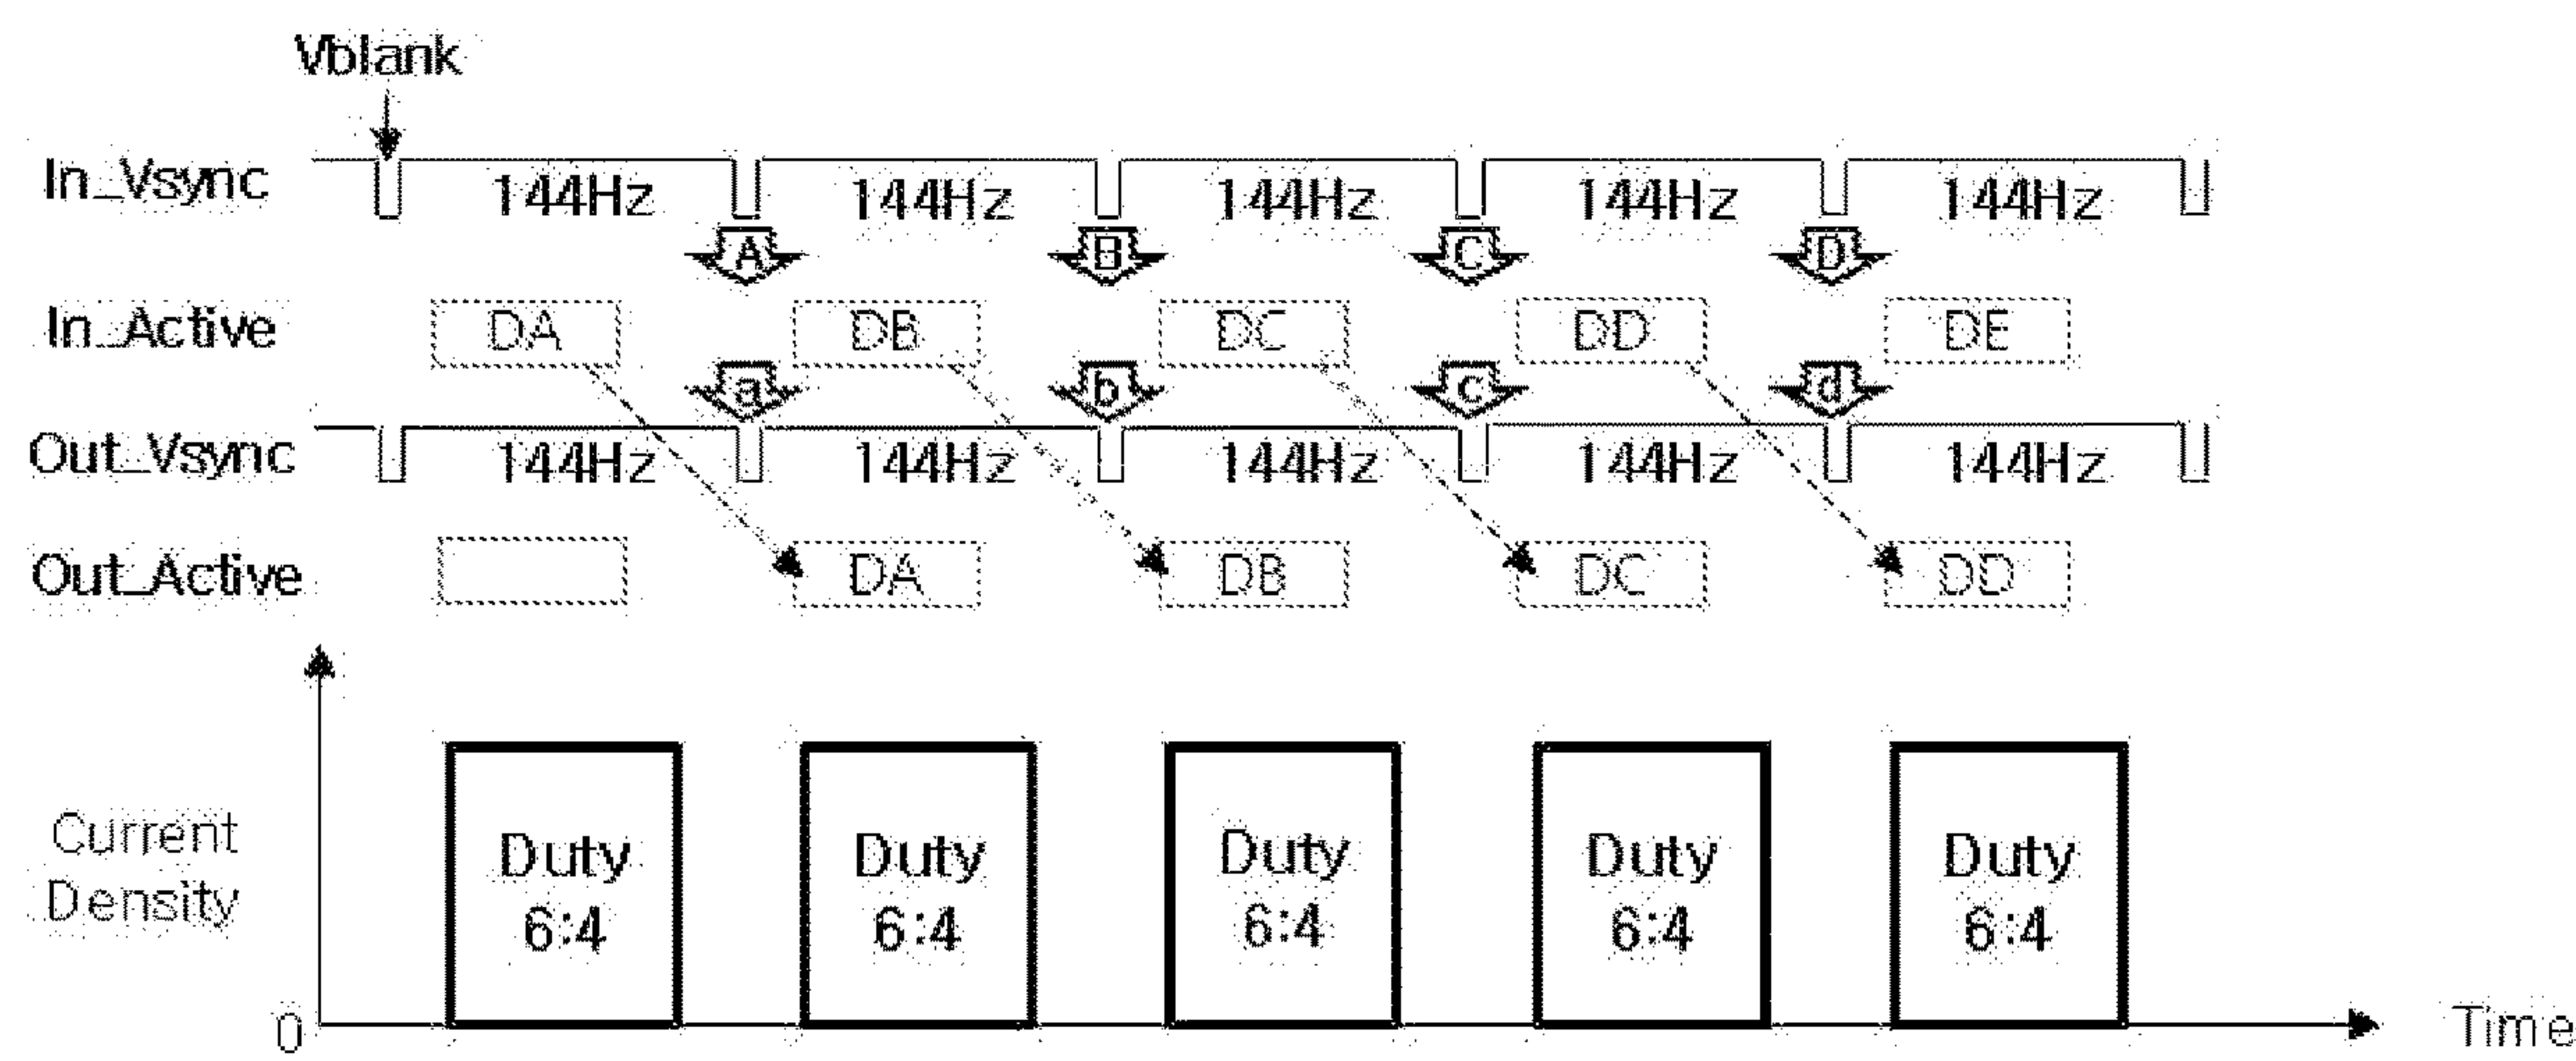 Vblank
In_Vsync 144Hz 144Hz 144Hz 144Hz 144Hz
A B C D
In_Active DA DB DC DD DE
a b c d
Out_Vsync 144Hz 144Hz 144Hz 144Hz 144Hz
Out_Active DA DB DC DD
Current
Density
Duty Duty Duty Duty Duty
6:4 6:4 6:4 6:4 6:4
0 Time